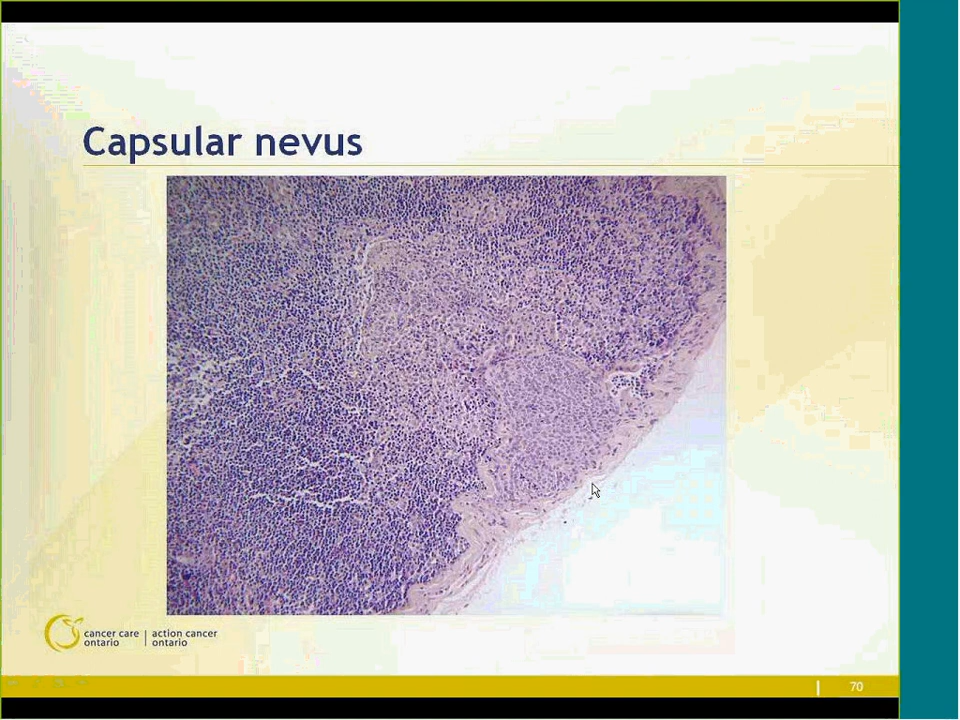 Capsular nevus
cancer care
ontario
action cancer
ontario
70